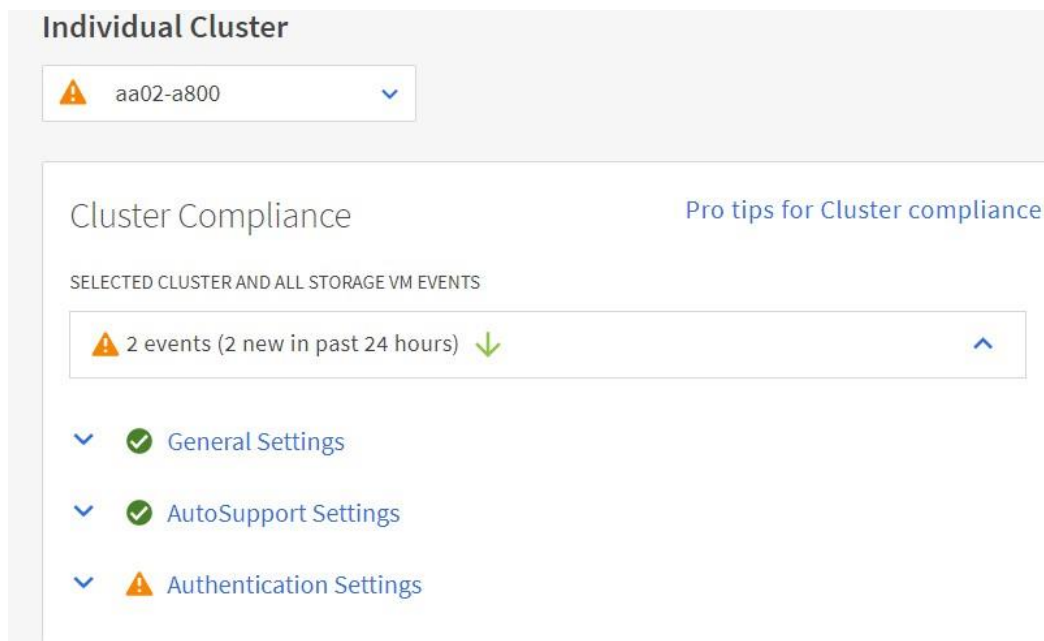 Individual Cluster
aa02-a800
Cluster Compliance
Pro tips for Cluster compliance
SELECTED CLUSTER AND ALL STORAGE VM EVENTS
2 events (2 new in past 24 hours)
General Settings
AutoSupport Settings
Authentication Settings